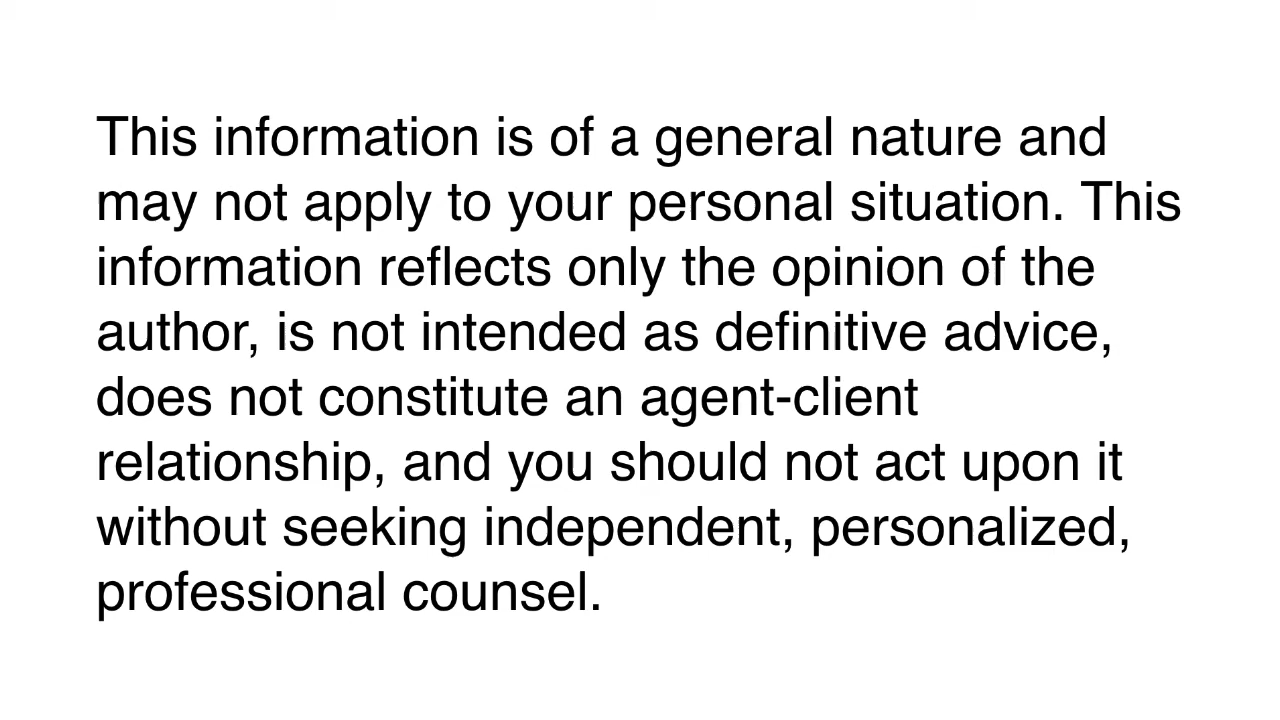 This information is of a general nature and
may not apply to your personal situation. This
information reflects only the opinion of the
author, is not intended as definitive advice,
does not constitute an agent-client
relationship, and you should not act upon it
without seeking independent, personalized,
professional counsel.